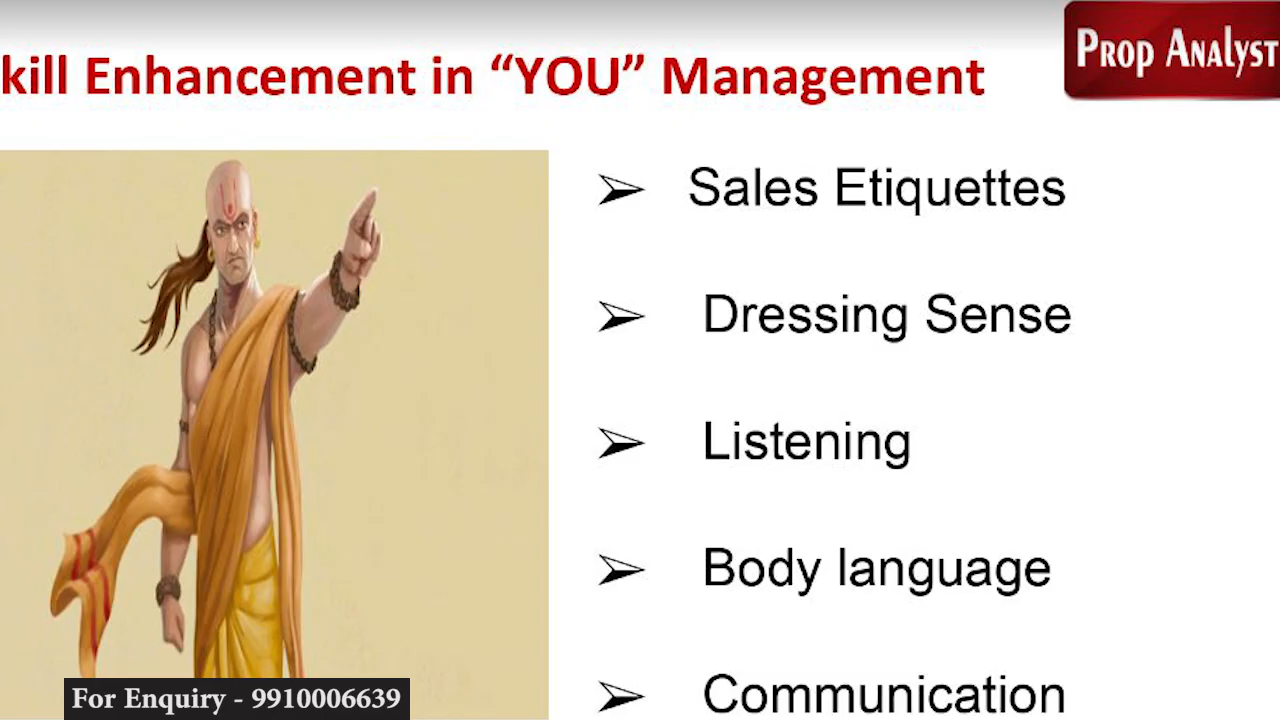 kill Enhancement in “YOU” Management
PROP ANALYST
➢ Sales Etiquettes
➢ Dressing Sense
➢ Listening
➢ Body language
➢ Communication
For Enquiry - 9910006639